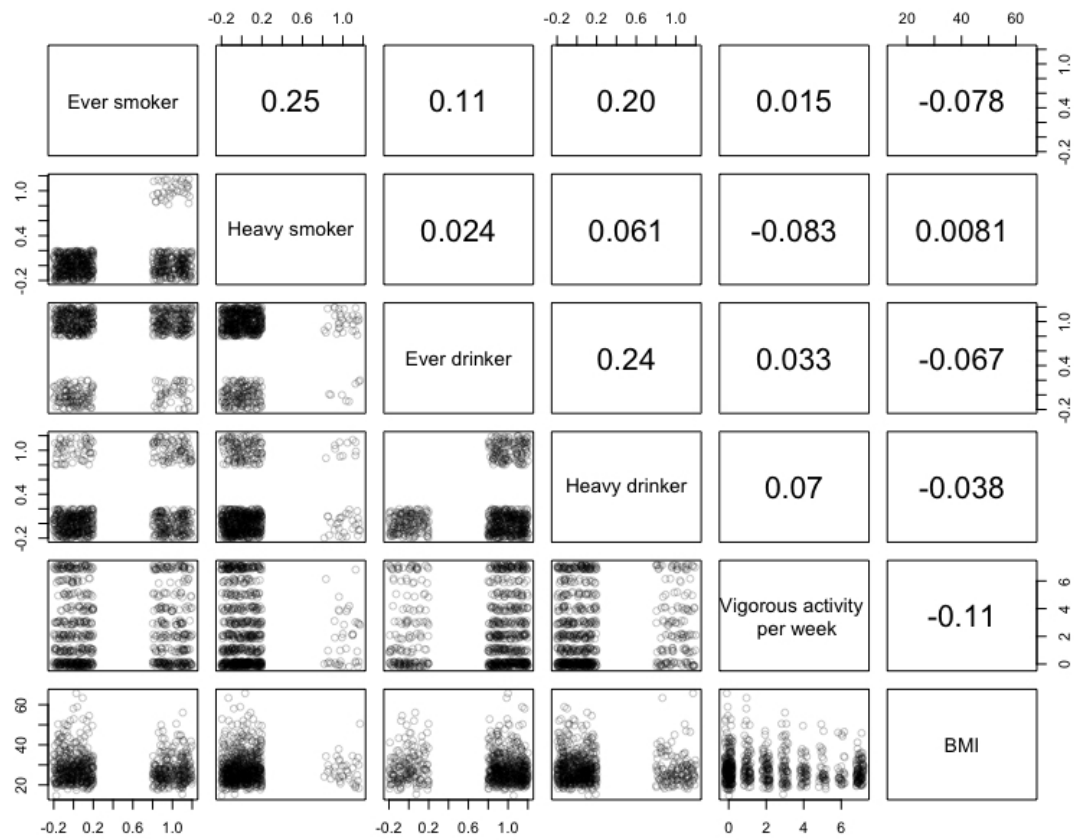 -0.2 0.2 0.6 1.0 -0.2 0.2 0.6 1.0 20 40 60
Ever smoker 0.25 0.11 0.20 0.015 -0.078 -0.2 0.4 1.0
-0.2 0.4 1.0 Heavy smoker 0.024 0.061 -0.083 0.0081
Ever drinker 0.24 0.033 -0.067 -0.2 0.4 1.0
-0.2 0.4 1.0 Heavy drinker 0.07 -0.038
Vigorous activity
per week
-0.11 0 2 4 6
20 40 60 BMI
-0.2 0.2 1.0 -0.2 0.2 0.6 1.0 0 2 4 6